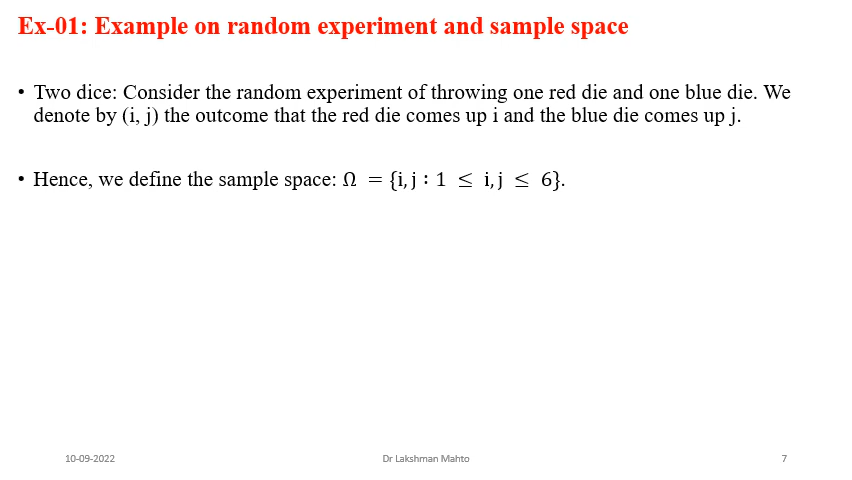 Ex-01: Example on random experiment and sample space
• Two dice: Consider the random experiment of throwing one red die and one blue die. We
denote by (i, j) the outcome that the red die comes up i and the blue die comes up j.
• Hence, we define the sample space: Ω = {i, j ∶ 1 ≤ i, j ≤ 6}.
10-09-2022
Dr Lakshman Mahto
7